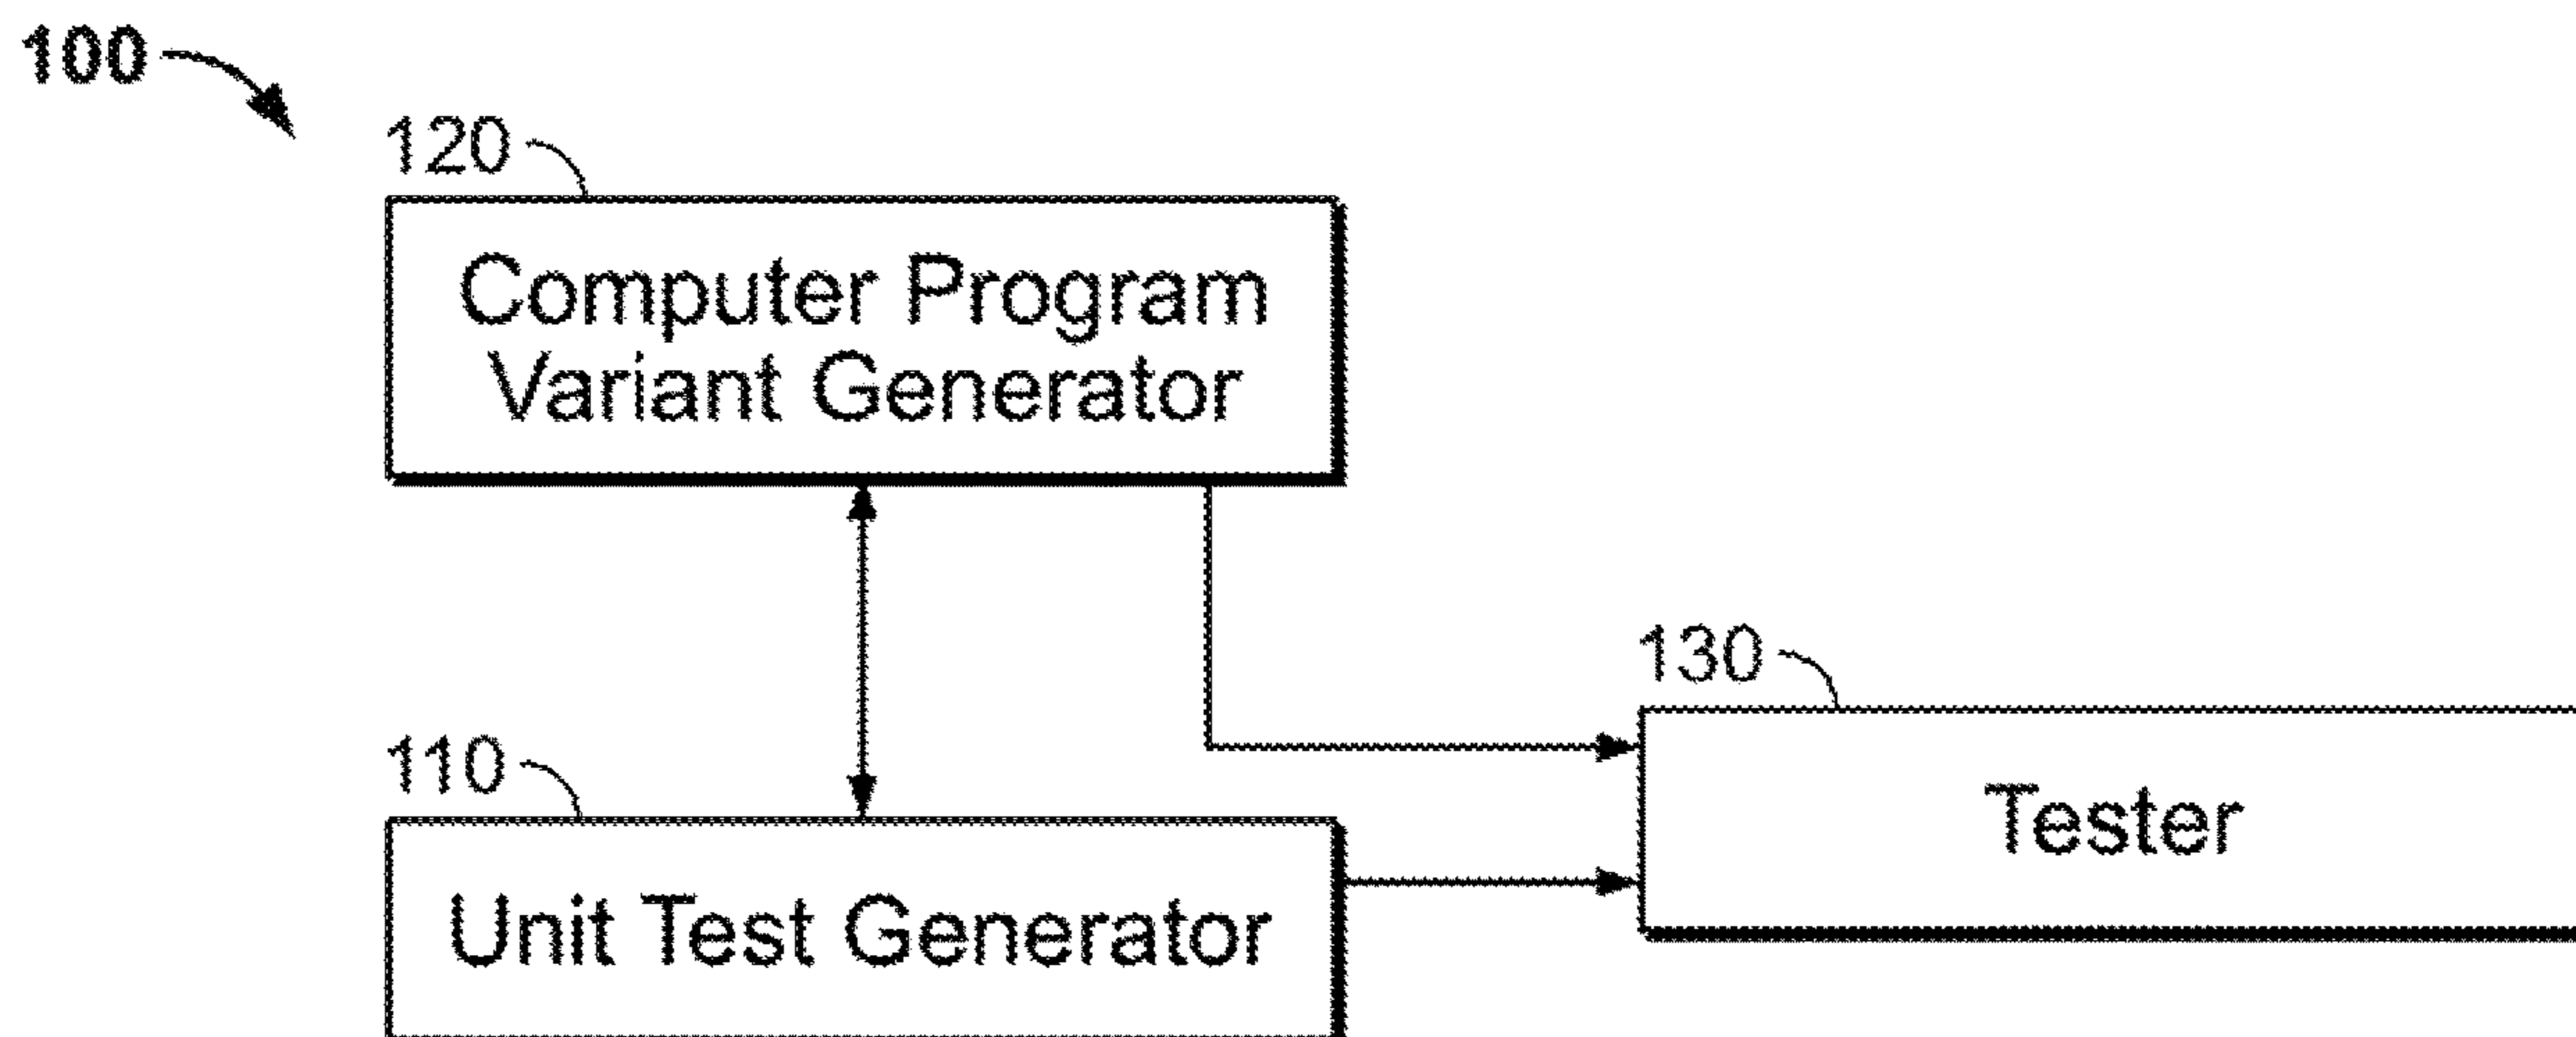 100
120
Computer Program
Variant Generator
130
110
Tester
Unit Test Generator